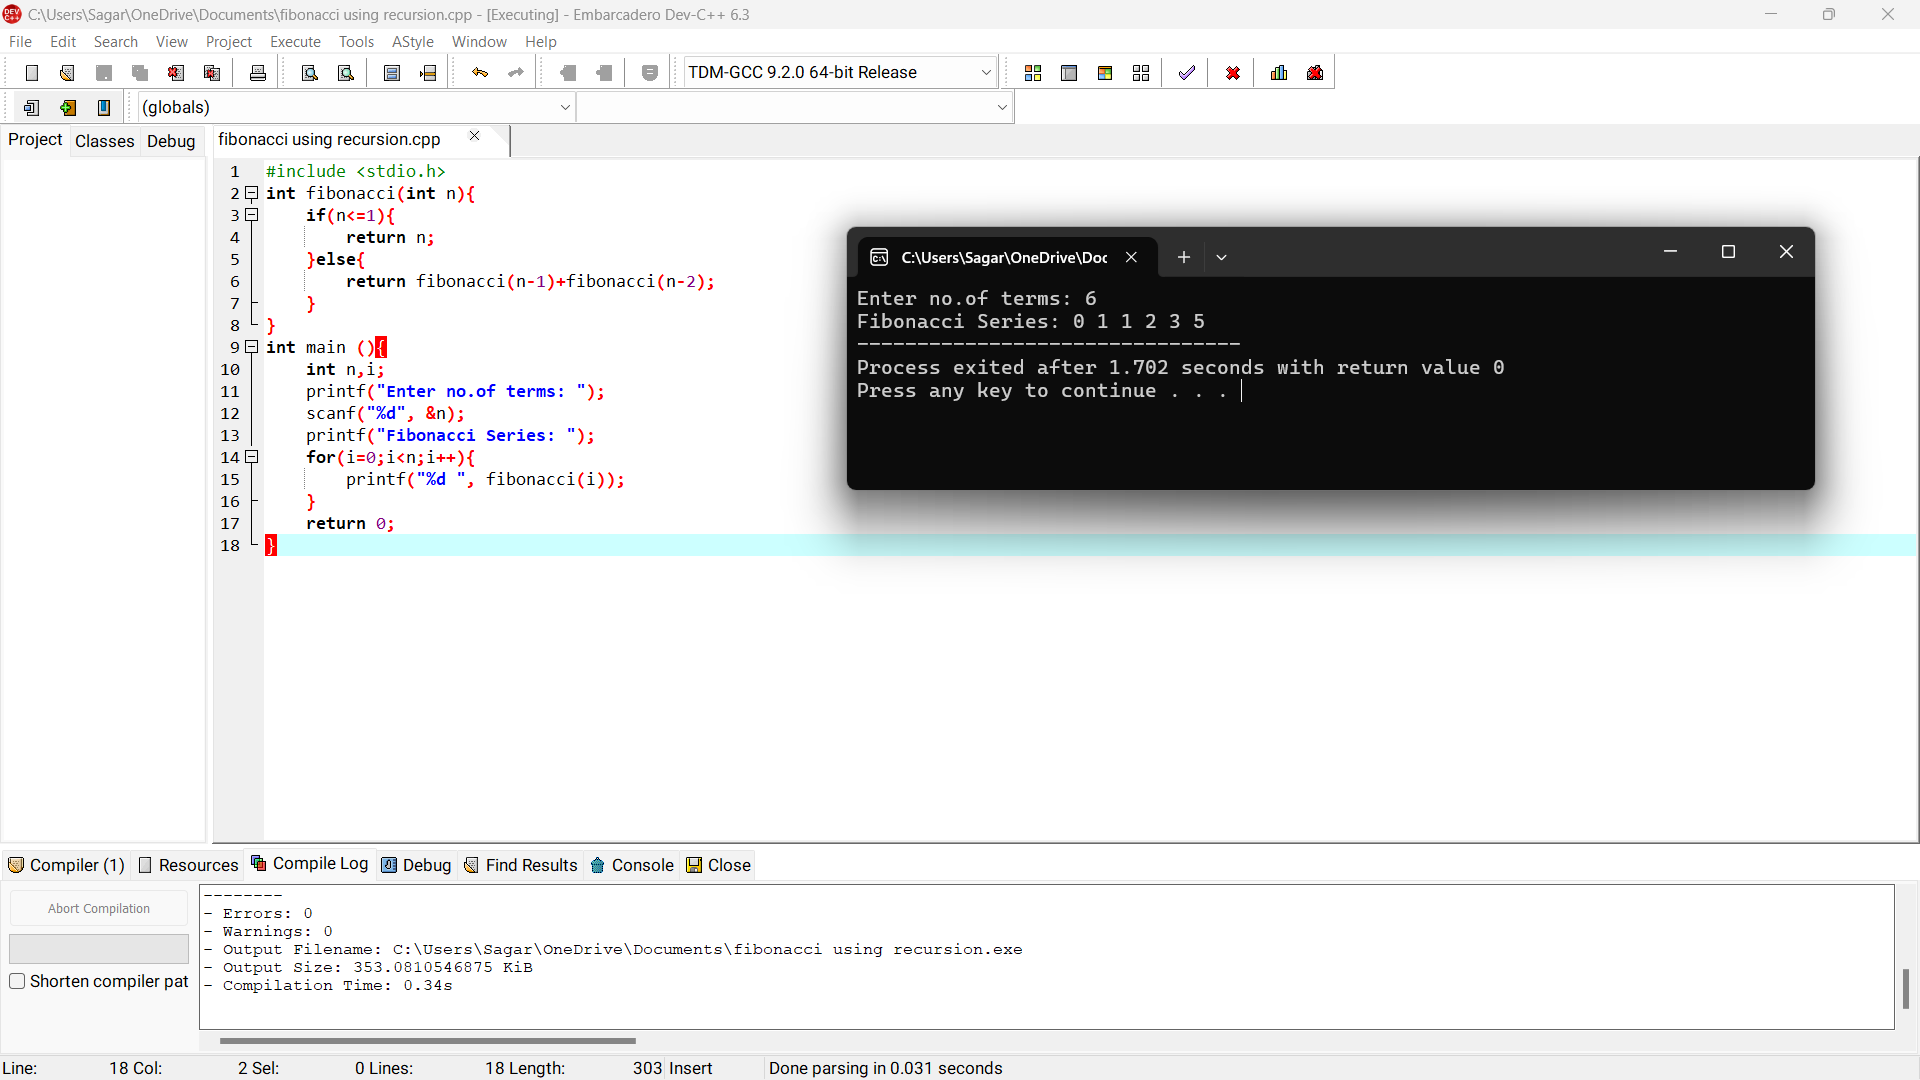 C:\Users\Sagar\OneDrive\Documents\fibonacci using recursion.cpp - [Executing] - Embarcadero Dev-C++ 6.3
File Edit Search View Project Execute Tools AStyle Window Help
TDM-GCC 9.2.0 64-bit Release
(globals)
Project Classes Debug
fibonacci using recursion.cpp
1 #include <stdio.h>
2 int fibonacci(int n){
3 if(n<=1){
4 return n;
5 }else{
6 return fibonacci(n-1)+fibonacci(n-2);
7 }
8 }
9 int main (){
10 int n,i;
11 printf("Enter no.of terms: ");
12 scanf("%d", &n);
13 printf("Fibonacci Series: ");
14 for(i=0;i<n;i++){
15 printf("%d ", fibonacci(i));
16 }
17 return 0;
18 }
C:\Users\Sagar\OneDrive\Doc
Enter no.of terms: 6
Fibonacci Series: 0 1 1 2 3 5
--------------------------------
Process exited after 1.702 seconds with return value 0
Press any key to continue . . .
Compiler (1) Resources Compile Log Debug Find Results Console Close
Abort Compilation
Shorten compiler pat
--------
- Errors: 0
- Warnings: 0
- Output Filename: C:\Users\Sagar\OneDrive\Documents\fibonacci using recursion.exe
- Output Size: 353.0810546875 KiB
- Compilation Time: 0.34s
Line: 18 Col: 2 Sel: 0 Lines: 18 Length: 303 Insert Done parsing in 0.031 seconds